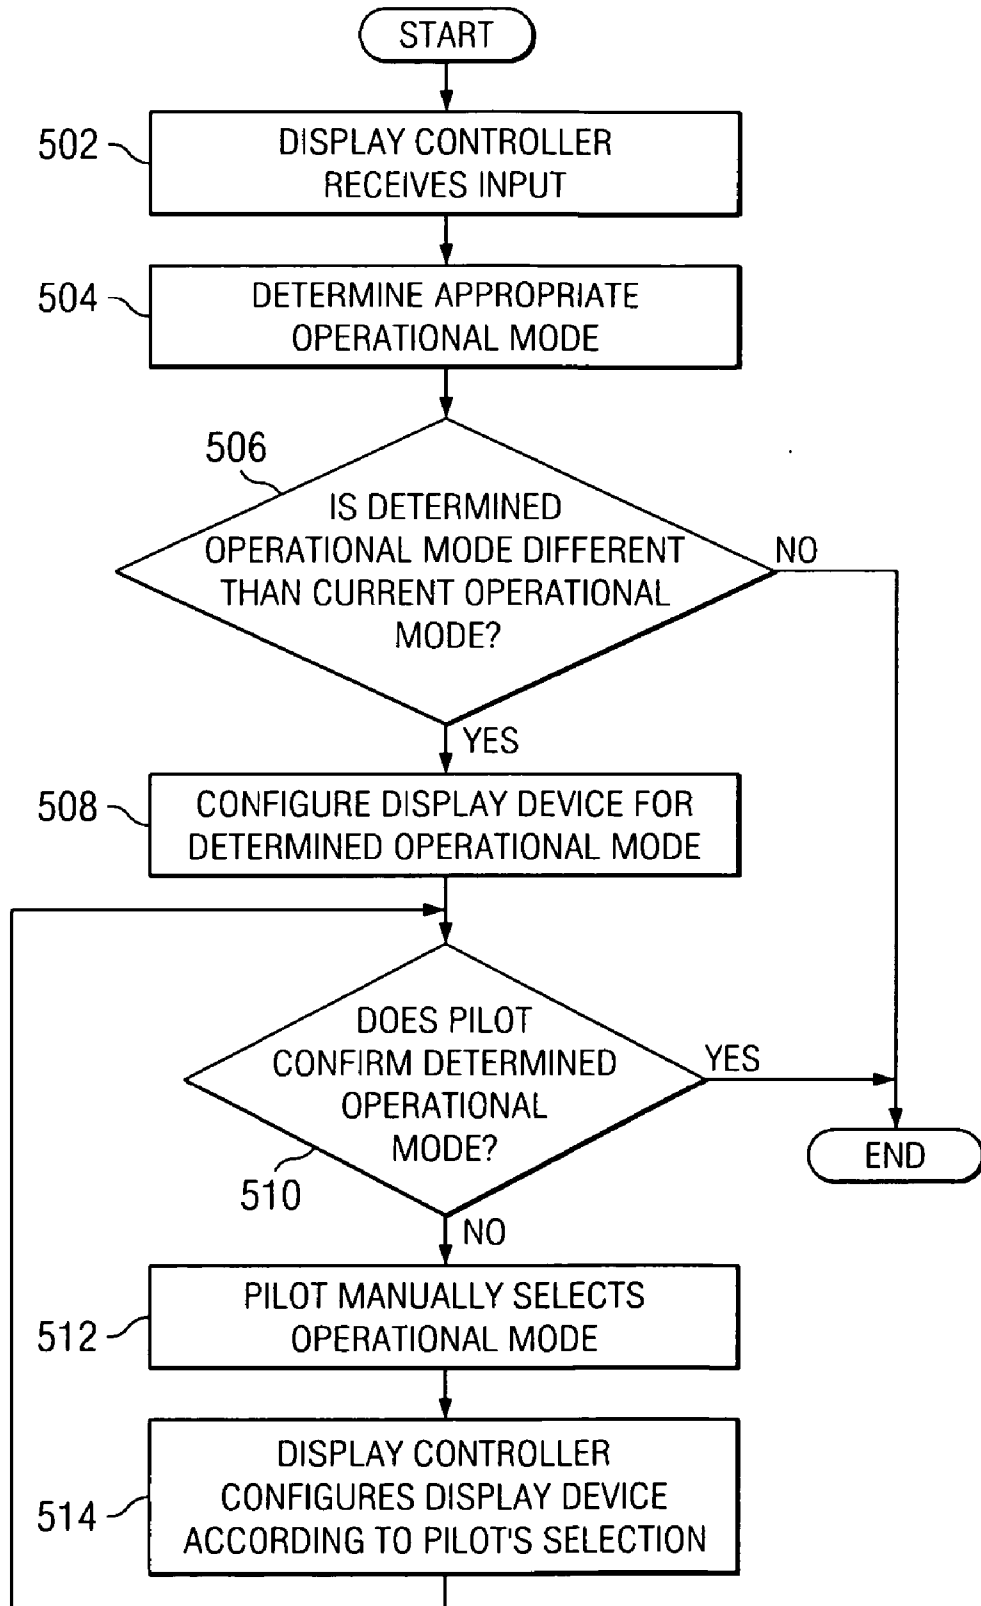 START
502
DISPLAY CONTROLLER
RECEIVES INPUT
504
DETERMINE APPROPRIATE
OPERATIONAL MODE
506
IS DETERMINED
OPERATIONAL MODE DIFFERENT
THAN CURRENT OPERATIONAL
MODE?
NO
YES
508
CONFIGURE DISPLAY DEVICE FOR
DETERMINED OPERATIONAL MODE
DOES PILOT
CONFIRM DETERMINED
OPERATIONAL
MODE?
YES
END
510
NO
512
PILOT MANUALLY SELECTS
OPERATIONAL MODE
514
DISPLAY CONTROLLER
CONFIGURES DISPLAY DEVICE
ACCORDING TO PILOT'S SELECTION